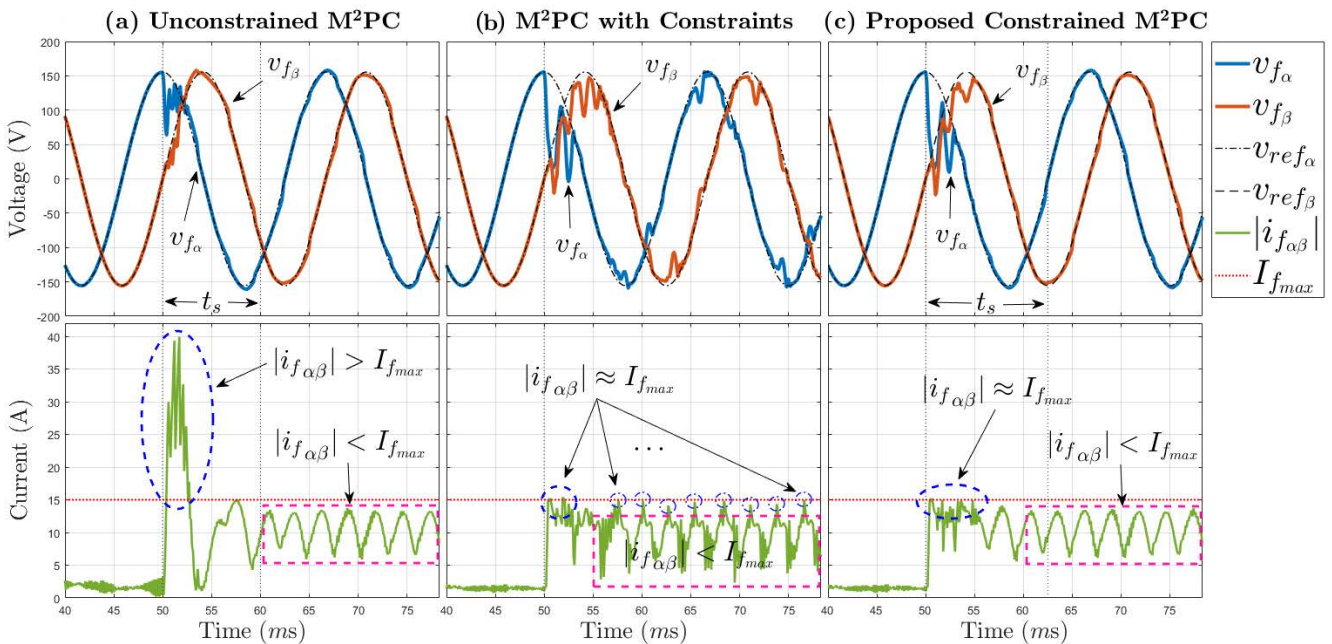 (a) Unconstrained M²PC
(b) M²PC with Constraints
(c) Proposed Constrained M²PC
Voltage (V)
200
150
100
50
0
-50
-100
-150
-200
v_{f_β}
v_{f_α}
t_s
v_{f_β}
v_{f_α}
v_{f_β}
v_{f_α}
t_s
v_{f_α}
v_{f_β}
v_{ref_α}
v_{ref_β}
|i_{f_{αβ}}|
I_{f_{max}}
Current (A)
40
35
30
25
20
15
10
5
0
|i_{f_{αβ}}| > I_{f_{max}}
|i_{f_{αβ}}| < I_{f_{max}}
40 45 50 55 60 65 70 75
Time (ms)
|i_{f_{αβ}}| ≈ I_{f_{max}}
...
|i_{f_{αβ}}| < I_{f_{max}}
40 45 50 55 60 65 70 75
Time (ms)
|i_{f_{αβ}}| ≈ I_{f_{max}}
|i_{f_{αβ}}| < I_{f_{max}}
40 45 50 55 60 65 70 75
Time (ms)